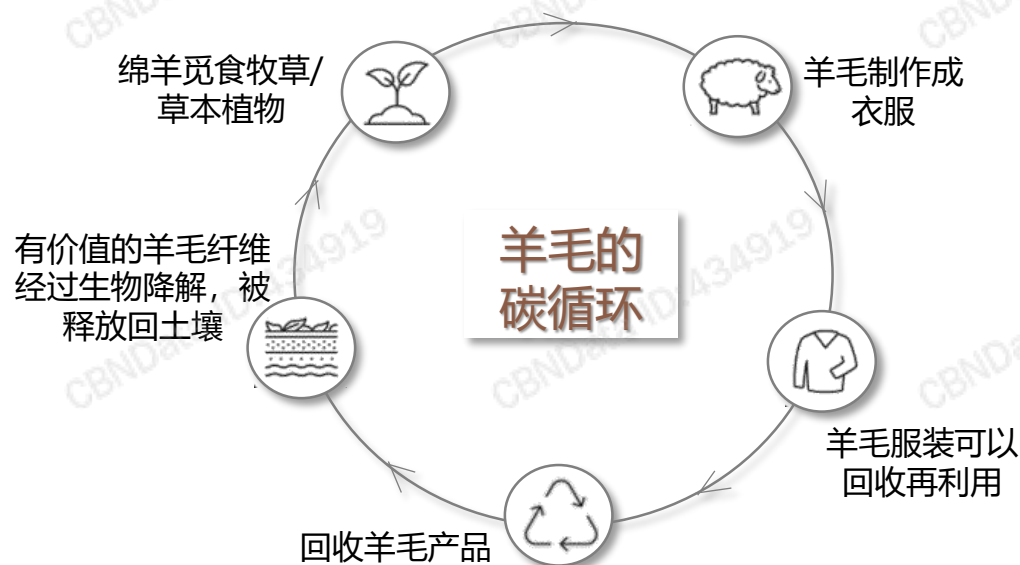 绵羊觅食牧草/
草本植物
羊毛制作成
衣服
有价值的羊毛纤维
经过生物降解，被
释放回土壤
羊毛的
碳循环
羊毛服装可以
回收再利用
回收羊毛产品